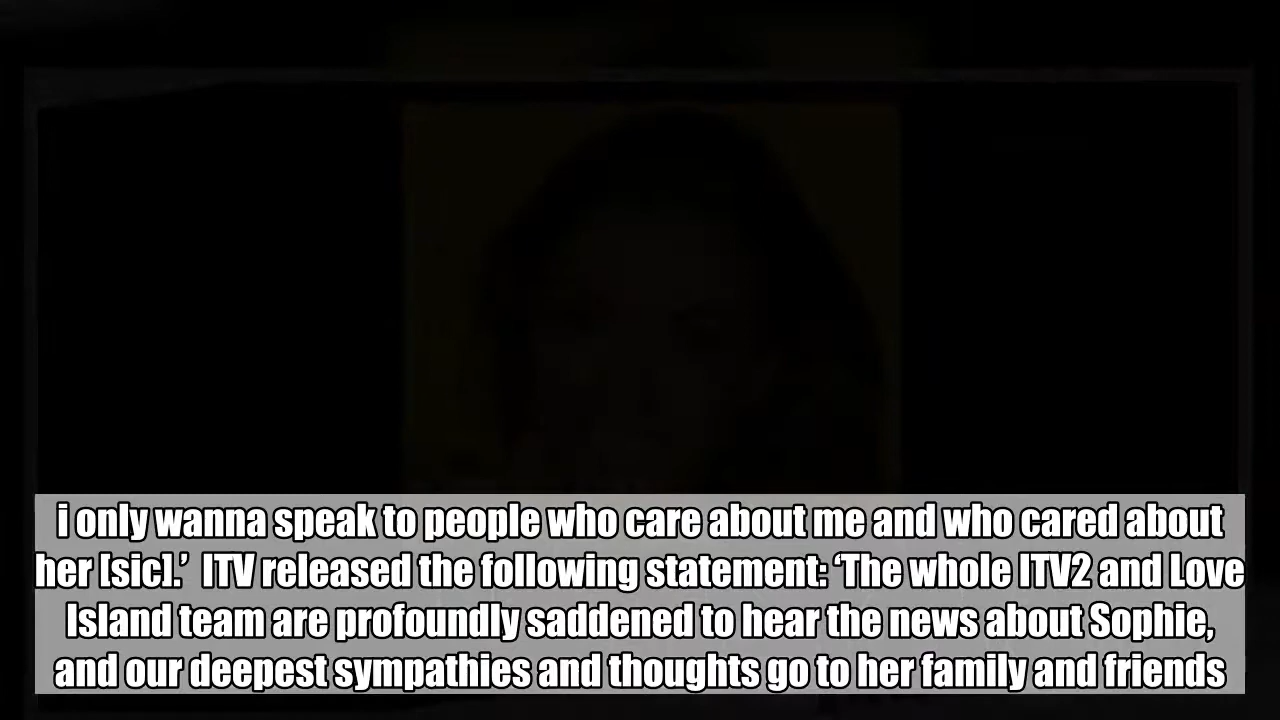 i only wanna speak to people who care about me and who cared about
her [sic].’ ITV released the following statement: ‘The whole ITV2 and Love
Island team are profoundly saddened to hear the news about Sophie,
and our deepest sympathies and thoughts go to her family and friends